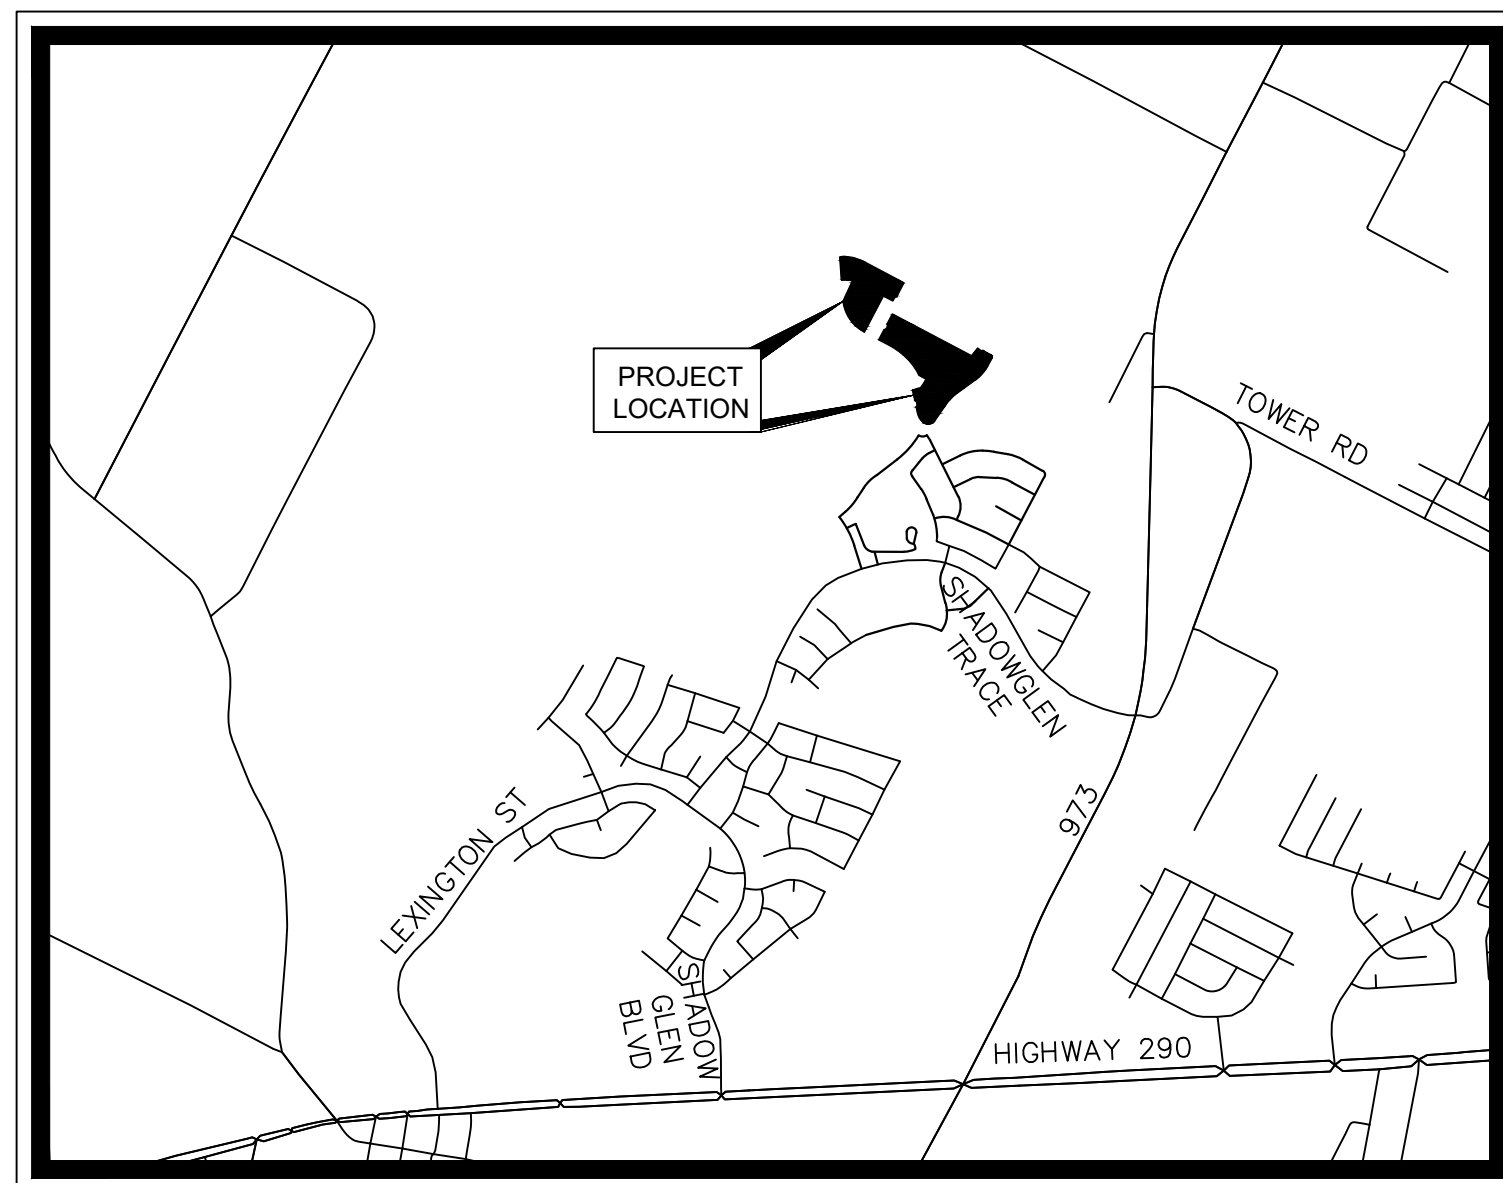 PROJECT
LOCATION
TOWER RD
SHADOWGLEN
TRACE
973
LEXINGTON ST
SHADOW
GLEN
BLVD
HIGHWAY 290